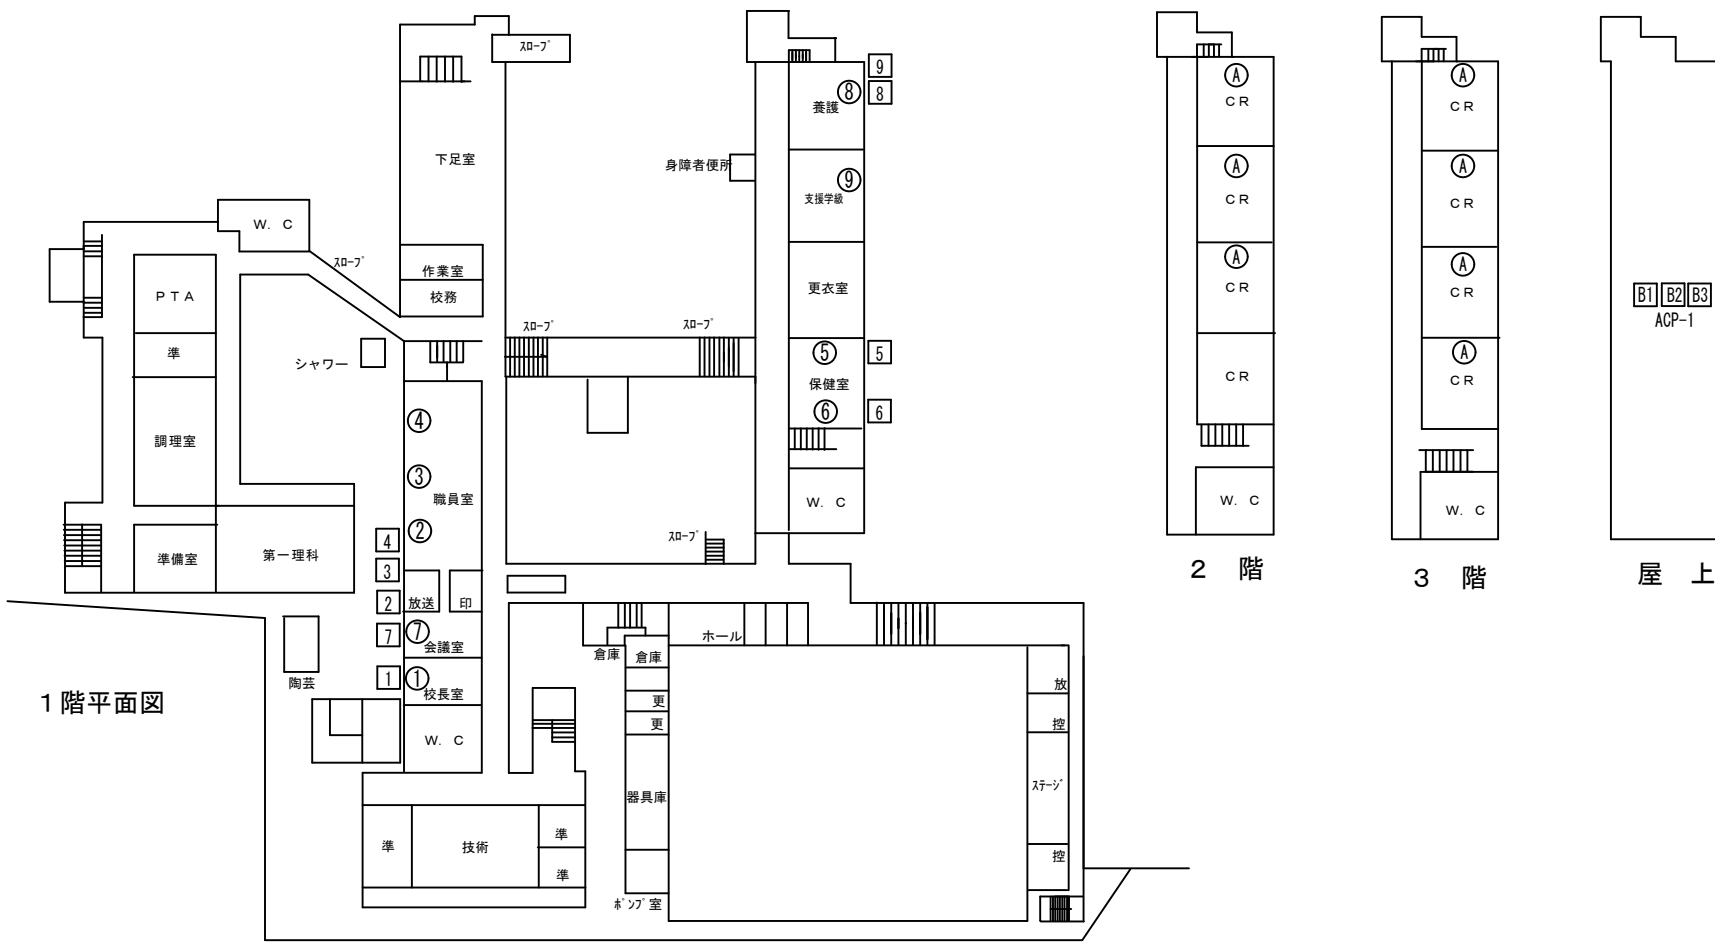 スロープ
下足室
作業室
校務
W. C
スロープ
PTA
準
調理室
準備室
第一理科
シャワー
④
③
職員室
②
4
3
2
放送
印
7
⑦
会議室
1
①
校長室
W. C
陶芸
1階平面図
準
技術
準
準
スロープ
スロープ
スロープ
身障者便所
9
⑧
8
養護
⑨
支援学級
更衣室
⑤
5
保健室
⑥
6
W. C
倉庫
倉庫
ホール
更
更
器具庫
ポンプ室
放
控
ステージ
控
Ⓐ
CR
Ⓐ
CR
Ⓐ
CR
CR
W. C
2 階
Ⓐ
CR
Ⓐ
CR
Ⓐ
CR
Ⓐ
CR
W. C
3 階
B1 B2 B3
ACP-1
屋 上